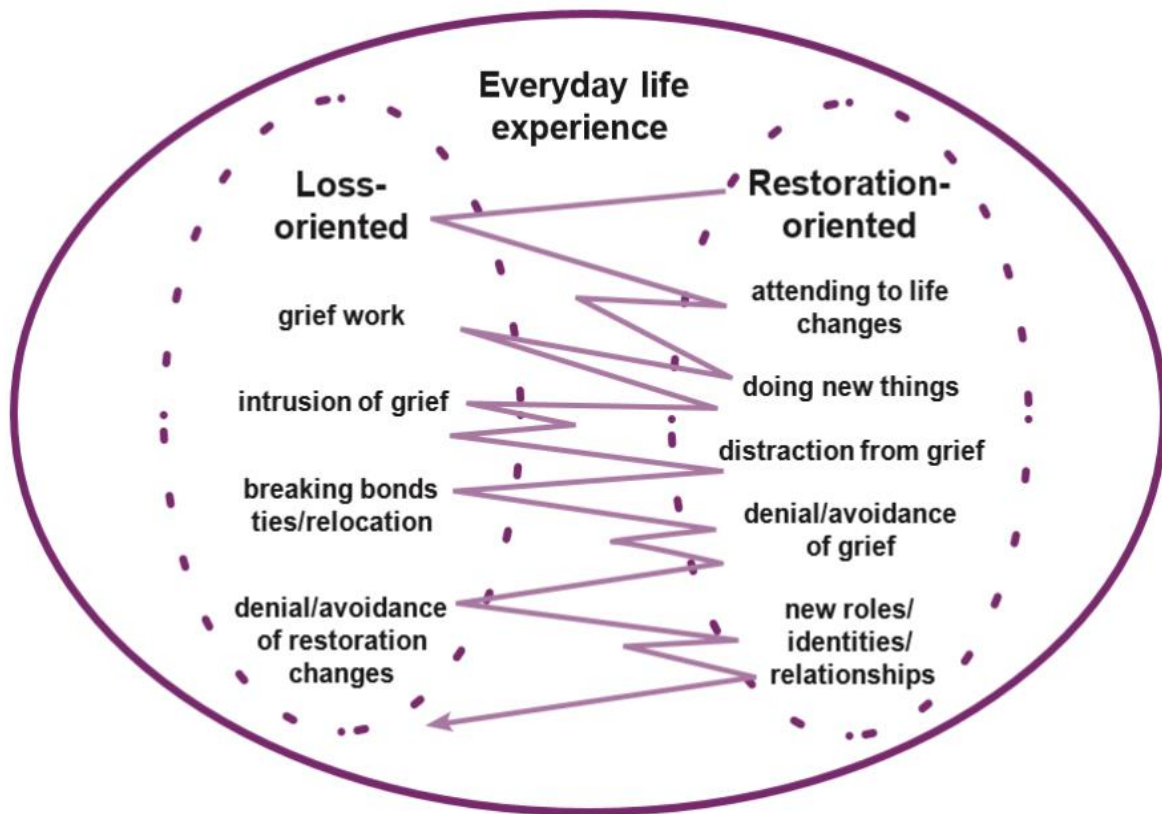 Everyday life
experience
Loss-
oriented
grief work
intrusion of grief
breaking bonds
ties/relocation
denial/avoidance
of restoration
changes
Restoration-
oriented
attending to life
changes
doing new things
distraction from grief
denial/avoidance
of grief
new roles/
identities/
relationships